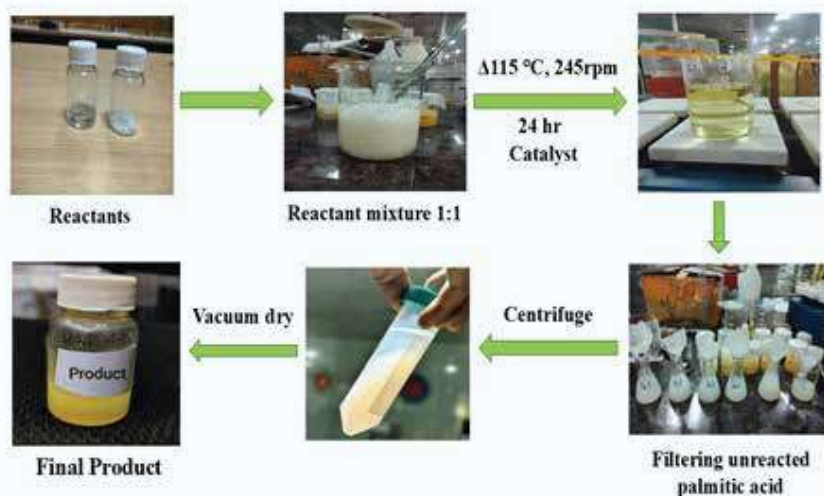 Δ115 °C, 245rpm
24 hr
Catalyst
Reactants
Reactant mixture 1:1
Vacuum dry
Centrifuge
Product
Final Product
Filtering unreacted
palmitic acid